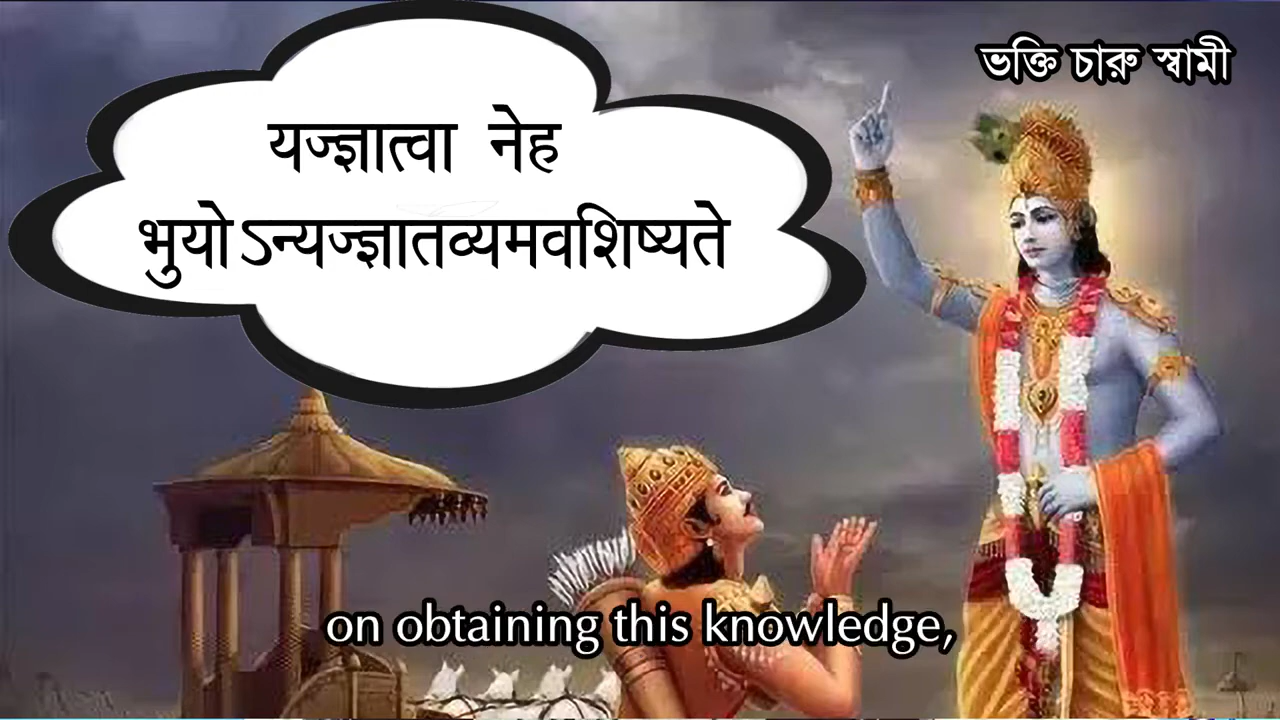 ভক্তি চারু স্বামী
यज्ज्ञात्वा नेह
भुयोऽन्यज्ज्ञातव्यमवशिष्यते
on obtaining this knowledge,